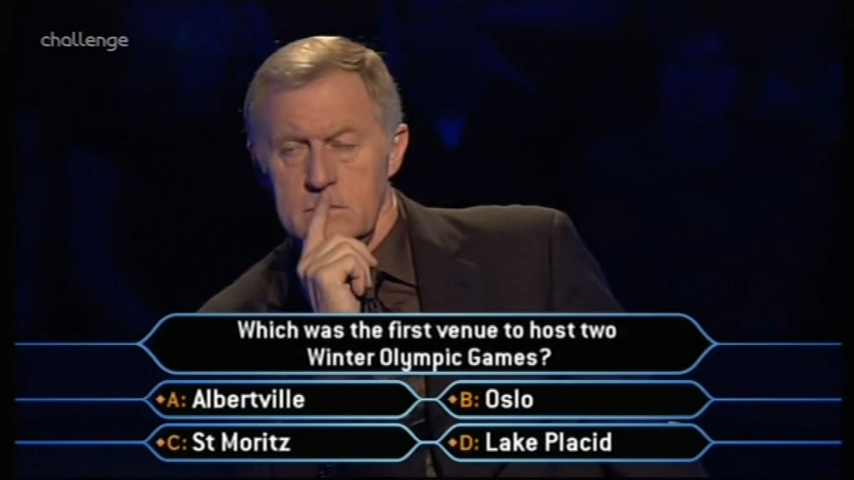 challenge
Which was the first venue to host two
Winter Olympic Games?
A: Albertville
B: Oslo
C: St Moritz
D: Lake Placid